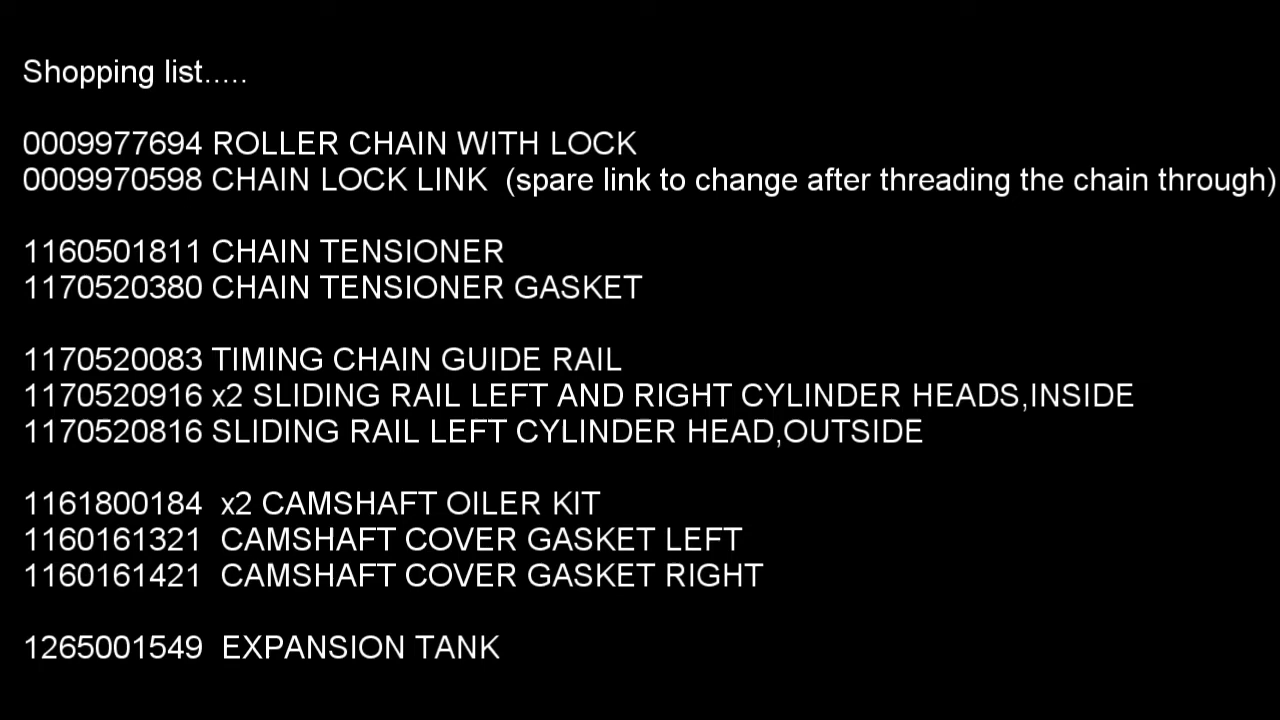 Shopping list.....
0009977694 ROLLER CHAIN WITH LOCK
0009970598 CHAIN LOCK LINK  (spare link to change after threading the chain through)
1160501811 CHAIN TENSIONER
1170520380 CHAIN TENSIONER GASKET
1170520083 TIMING CHAIN GUIDE RAIL
1170520916 x2 SLIDING RAIL LEFT AND RIGHT CYLINDER HEADS,INSIDE
1170520816 SLIDING RAIL LEFT CYLINDER HEAD,OUTSIDE
1161800184  x2 CAMSHAFT OILER KIT
1160161321  CAMSHAFT COVER GASKET LEFT
1160161421  CAMSHAFT COVER GASKET RIGHT
1265001549  EXPANSION TANK